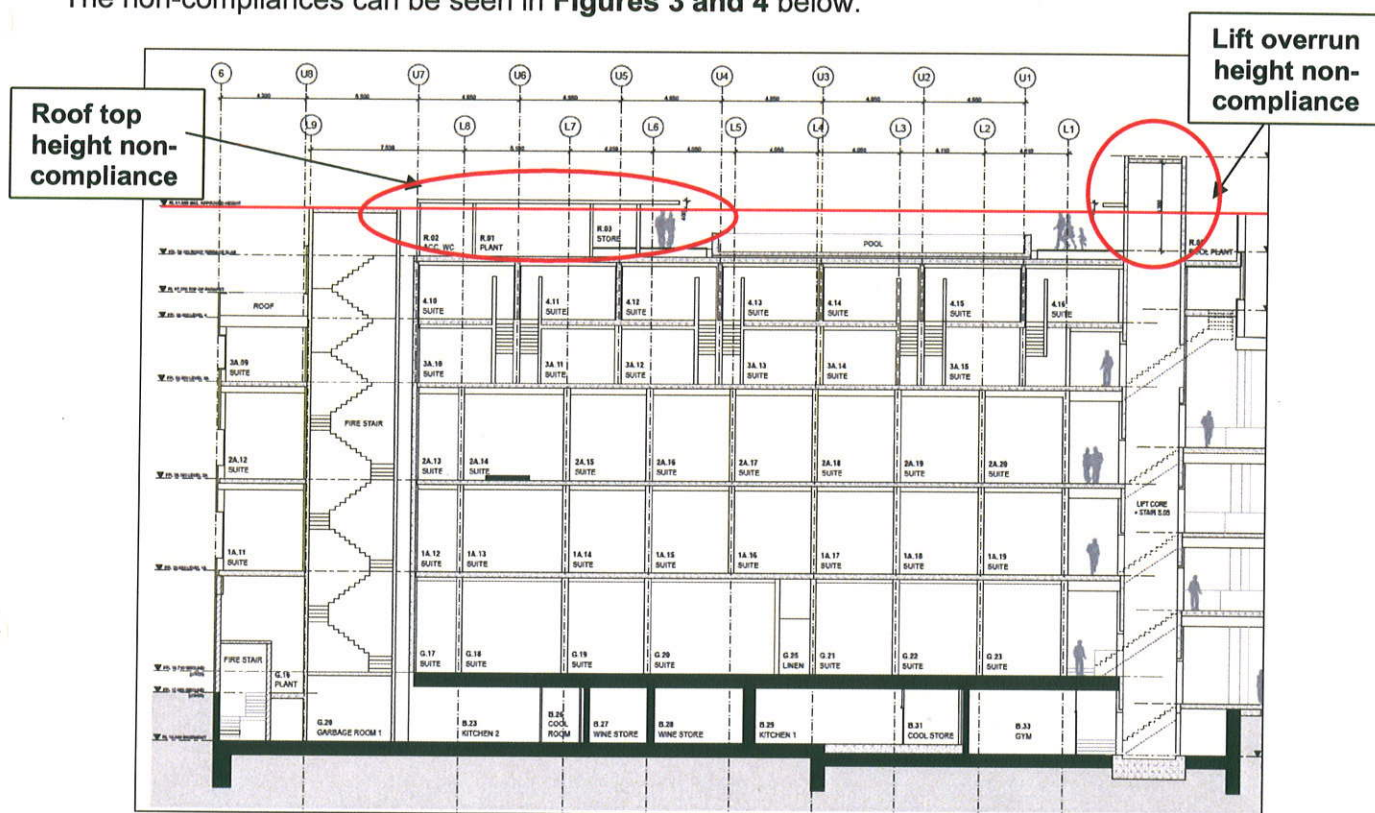 The non-compliances can be seen in Figures 3 and 4 below.
Lift overrun
height non-
compliance
Roof top
height non-
compliance
6 U8 U7 U6 U5 U4 U3 U2 U1
L9 L8 L7 L6 L5 L4 L3 L2 L1
R.02
ACC. WC
R.01
PLANT
R.03
STORE
POOL
POOL PLANT
ROOF
4.10
SUITE
4.11
SUITE
4.12
SUITE
4.13
SUITE
4.14
SUITE
4.15
SUITE
4.16
SUITE
3A.09
SUITE
3A.10
SUITE
3A.11
SUITE
3A.12
SUITE
3A.13
SUITE
3A.14
SUITE
3A.15
SUITE
FIRE STAIR
2A.12
SUITE
2A.13
SUITE
2A.14
SUITE
2A.15
SUITE
2A.16
SUITE
2A.17
SUITE
2A.18
SUITE
2A.19
SUITE
2A.20
SUITE
LIFT CORE
+ STAIR S.05
1A.11
SUITE
1A.12
SUITE
1A.13
SUITE
1A.14
SUITE
1A.15
SUITE
1A.16
SUITE
1A.17
SUITE
1A.18
SUITE
1A.19
SUITE
FIRE STAIR
G.16
PLANT
G.17
SUITE
G.18
SUITE
G.19
SUITE
G.20
SUITE
G.25
LINEN
G.21
SUITE
G.22
SUITE
G.23
SUITE
G.20
GARBAGE ROOM 1
B.23
KITCHEN 2
B.26
COOL
ROOM
B.27
WINE STORE
B.28
WINE STORE
B.25
KITCHEN 1
B.31
COOL STORE
B.33
GYM